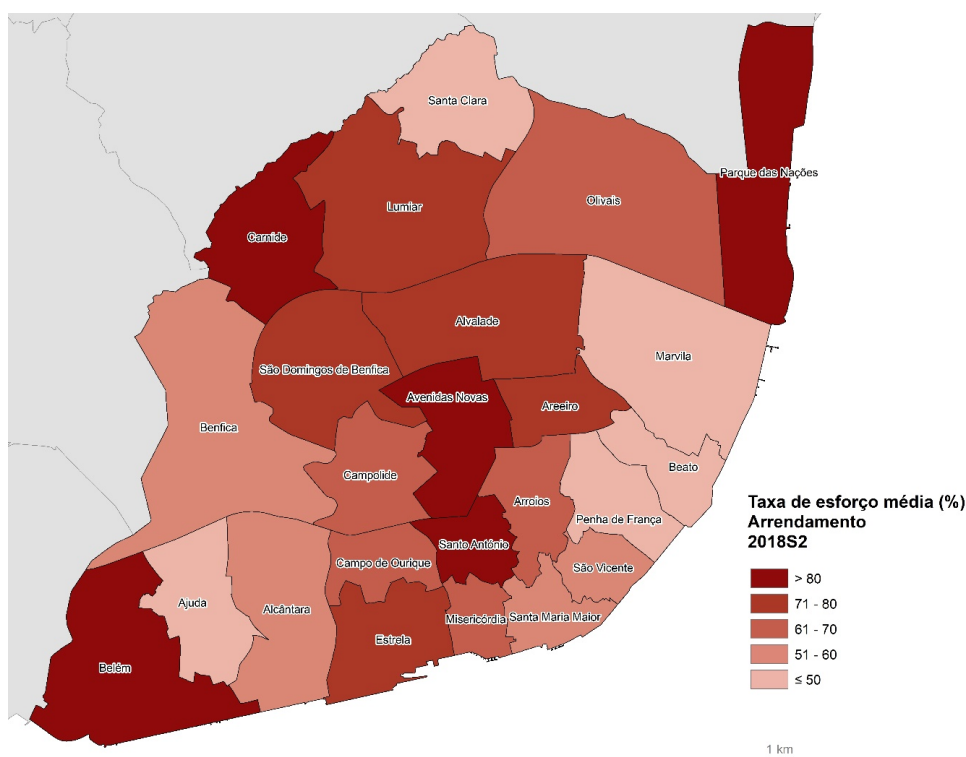 Santa Clara
Parque das Nações
Olivais
Lumiar
Carnide
Alvalade
Marvila
São Domingos de Benfica
Avenidas Novas
Areeiro
Benfica
Beato
Campolide
Arroios
Penha de França
Santo António
Campo de Ourique
São Vicente
Ajuda
Alcântara
Misericórdia
Santa Maria Maior
Estrela
Belém
Taxa de esforço média (%)
Arrendamento
2018S2
> 80
71 - 80
61 - 70
51 - 60
≤ 50
1 km